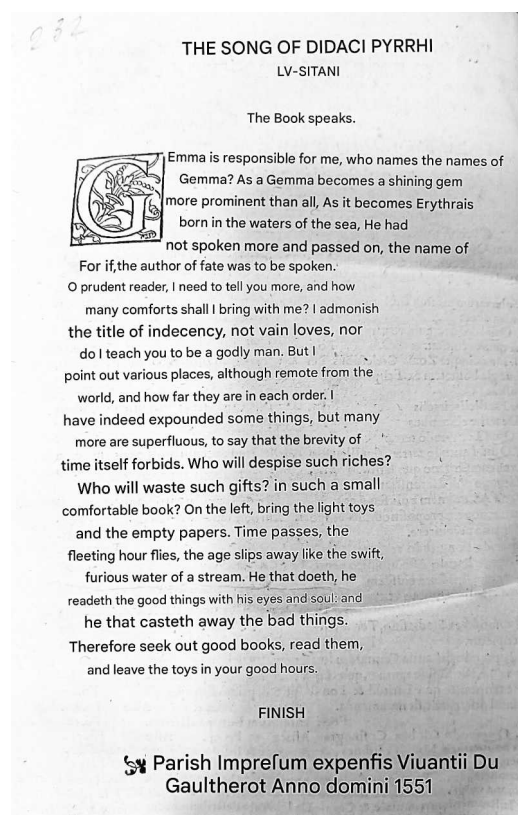 232
THE SONG OF DIDACI PYRRHI
LV-SITANI
The Book speaks.
GEmma is responsible for me, who names the names of
Gemma? As a Gemma becomes a shining gem
more prominent than all, As it becomes Erythrais
born in the waters of the sea, He had
not spoken more and passed on, the name of
For if,the author of fate was to be spoken.
O prudent reader, I need to tell you more, and how
many comforts shall I bring with me? I admonish
the title of indecency, not vain loves, nor
do I teach you to be a godly man. But I
point out various places, although remote from the
world, and how far they are in each order. I
have indeed expounded some things, but many
more are superfluous, to say that the brevity of
time itself forbids. Who will despise such riches?
Who will waste such gifts? in such a small
comfortable book? On the left, bring the light toys
and the empty papers. Time passes, the
fleeting hour flies, the age slips away like the swift,
furious water of a stream. He that doeth, he
readeth the good things with his eyes and soul: and
he that casteth away the bad things.
Therefore seek out good books, read them,
and leave the toys in your good hours.
FINISH
Parish Impreſum expenfis Viuantii Du
Gaultherot Anno domini 1551